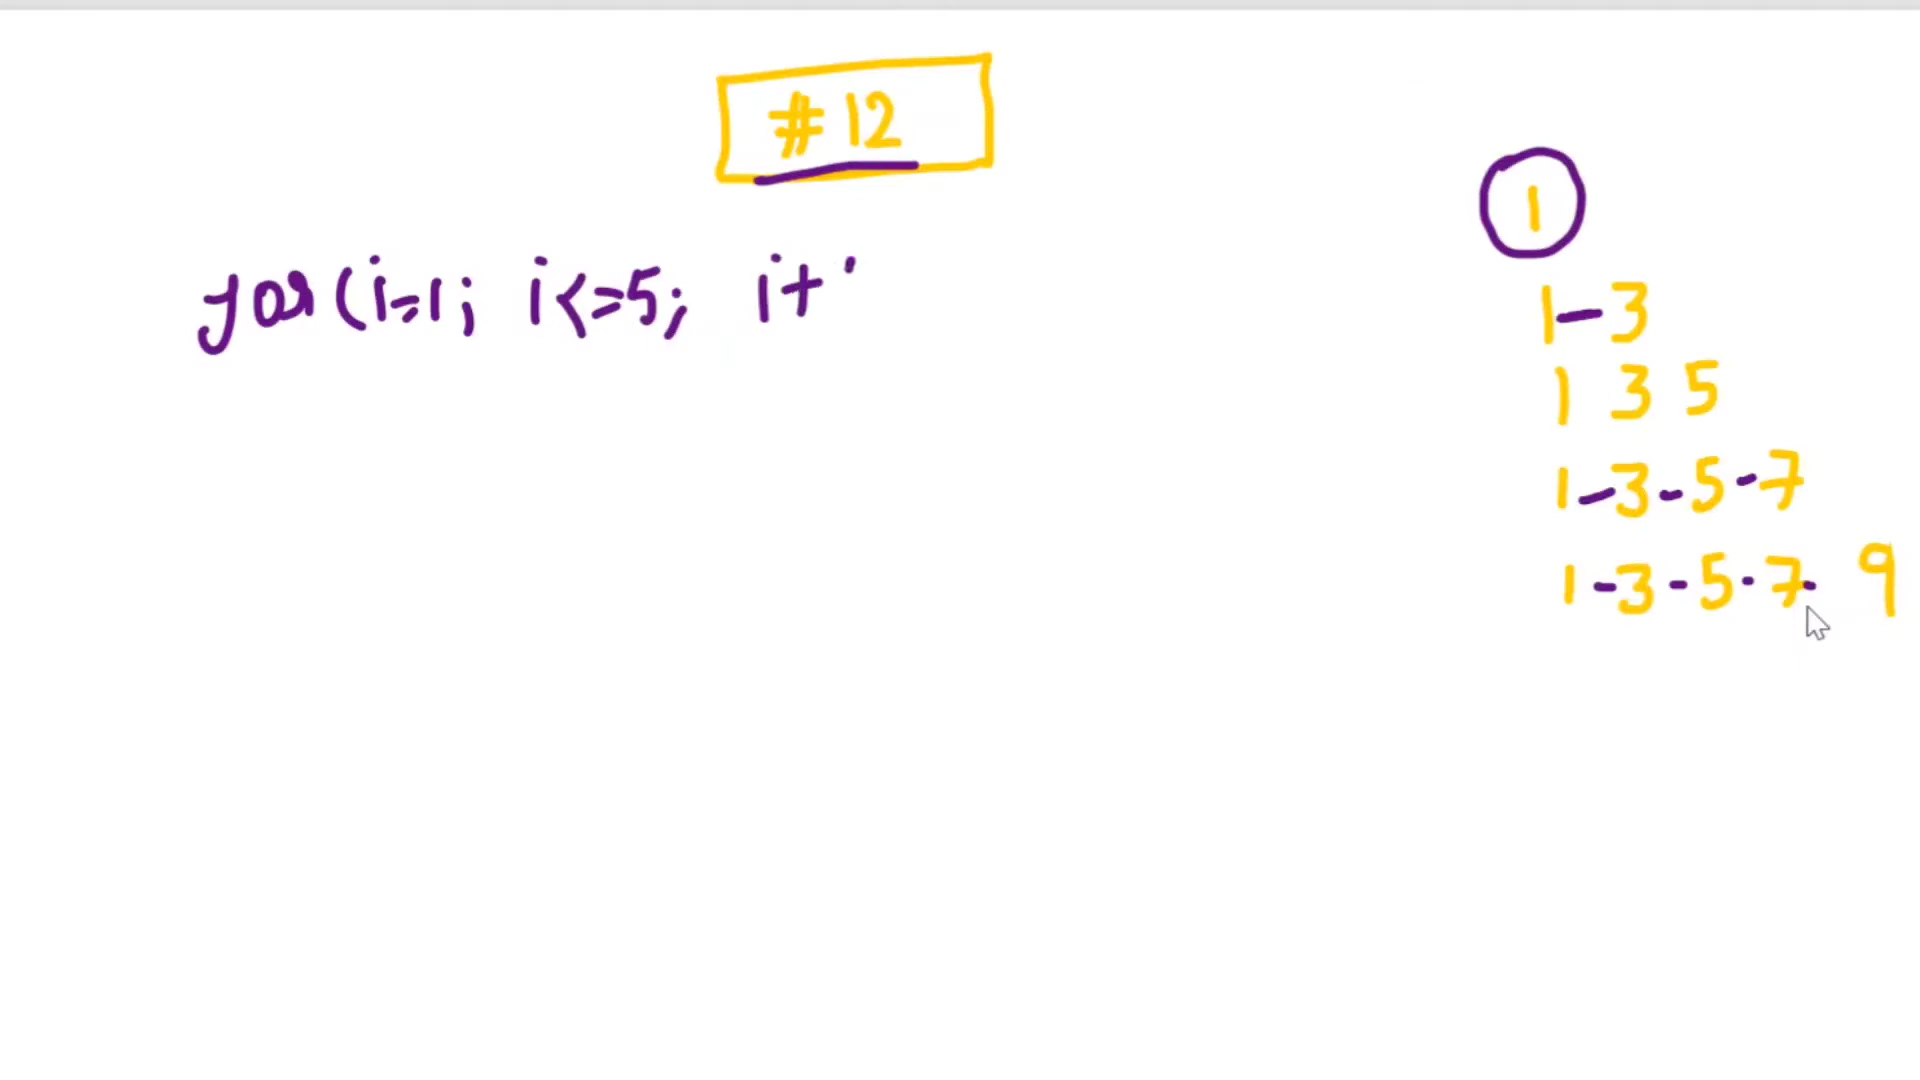 #12
for(i=1; i<=5; i+
1
1-3
1 3 5
1-3-5-7
1-3-5-7-9